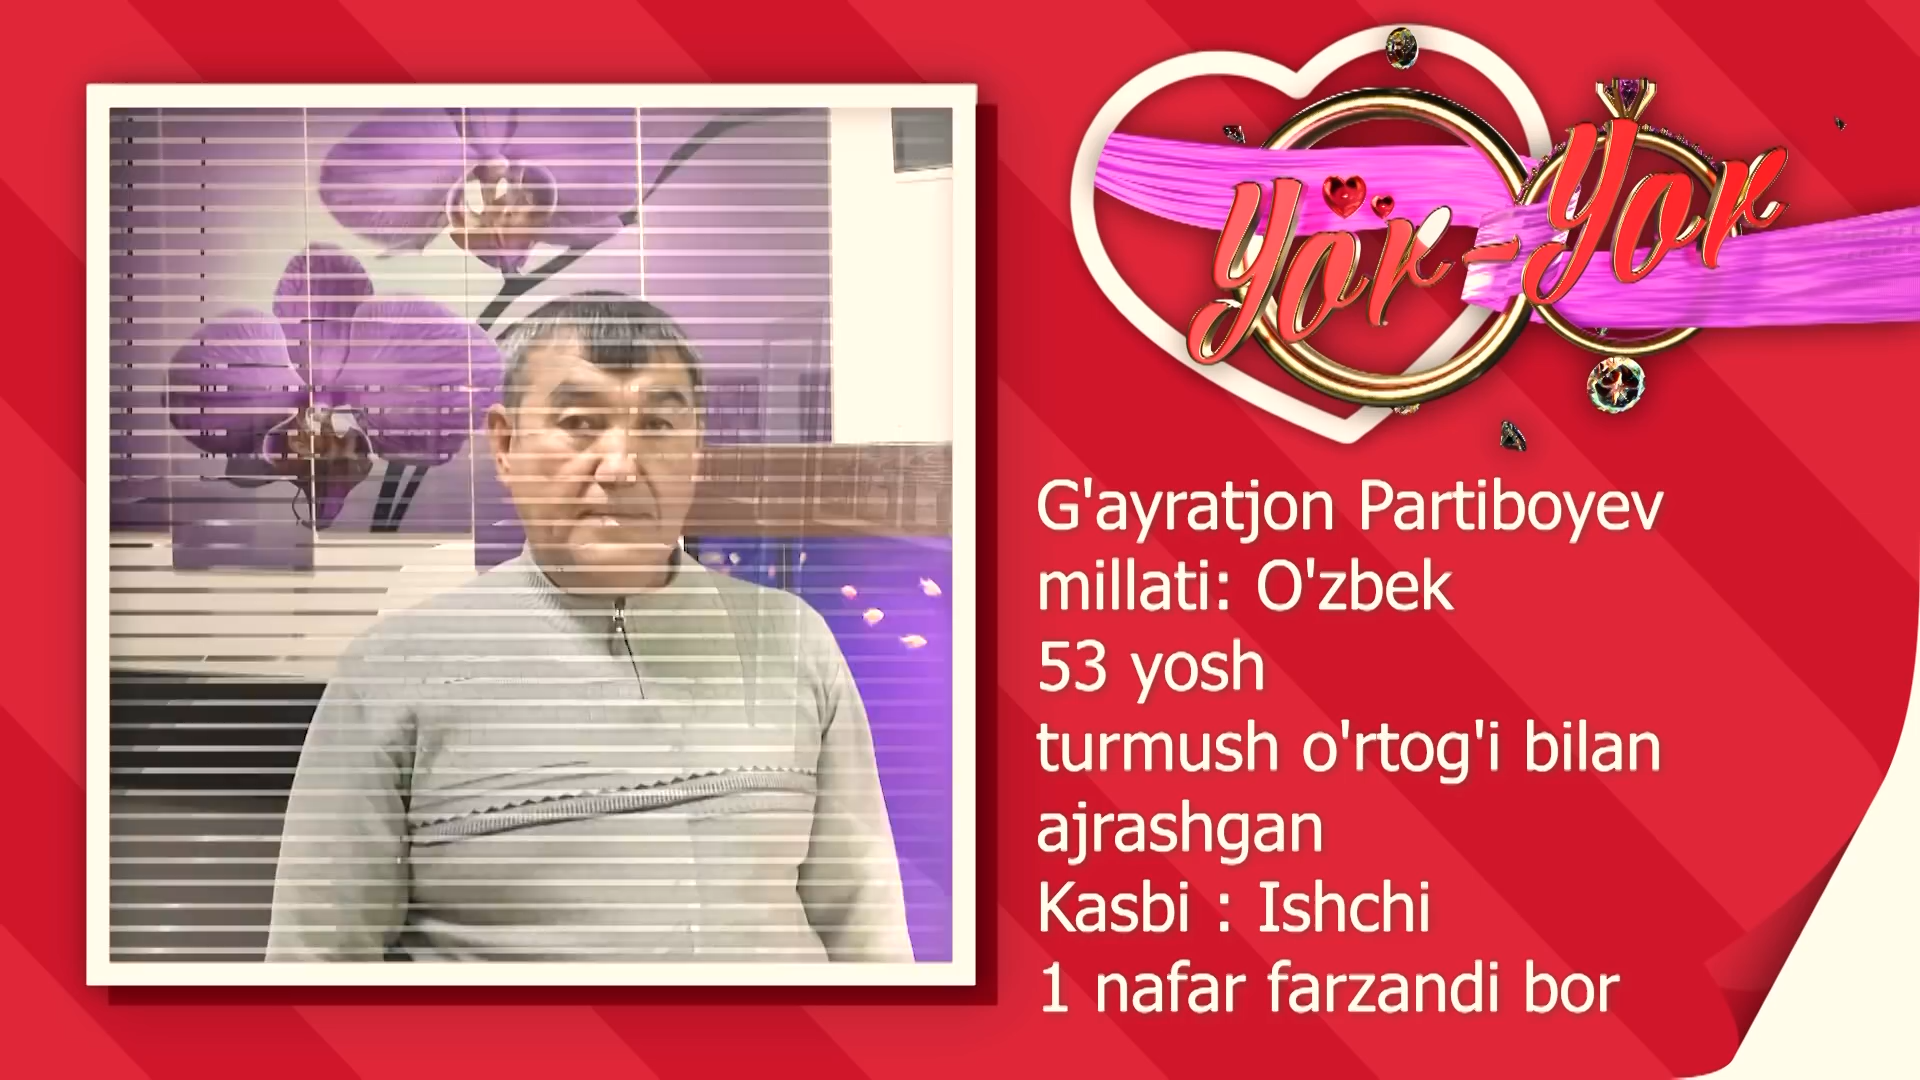 Yor-Yor
G'ayratjon Partiboyev
millati: O'zbek
53 yosh
turmush o'rtog'i bilan
ajrashgan
Kasbi : Ishchi
1 nafar farzandi bor